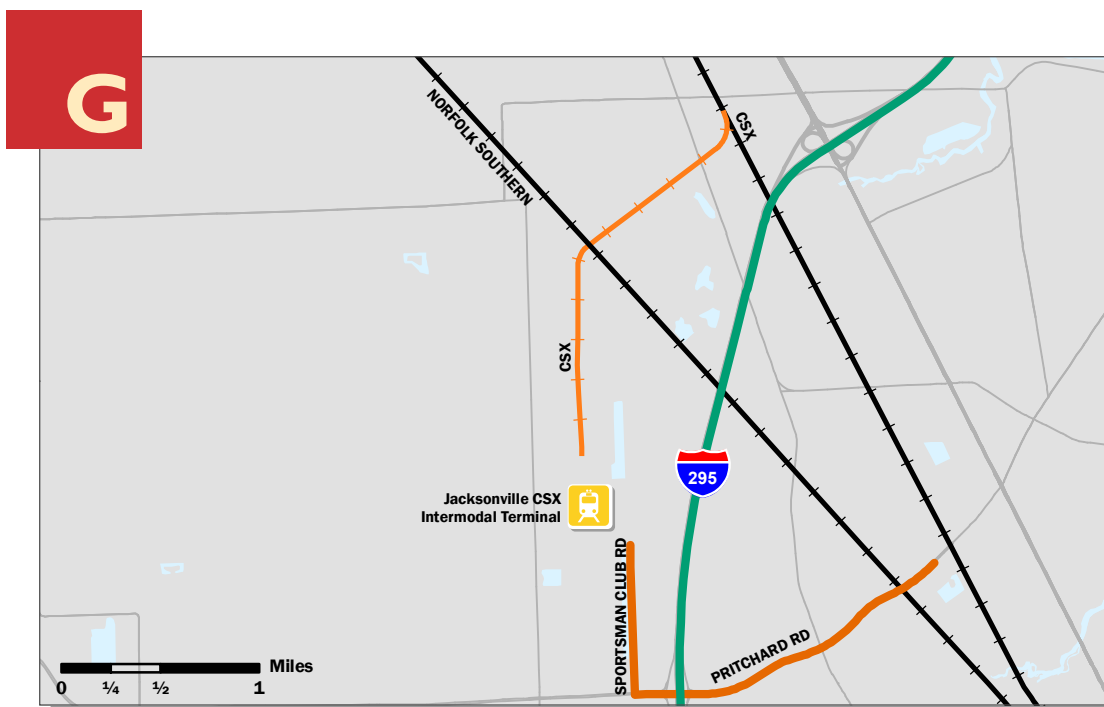 G
NORFOLK SOUTHERN
CSX
CSX
295
Jacksonville CSX
Intermodal Terminal
SPORTSMAN CLUB RD
PRITCHARD RD
Miles
0 ¼ ½ 1